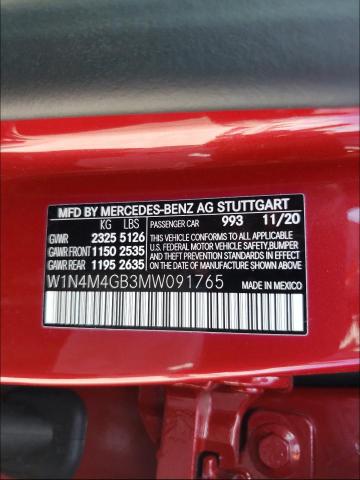 MFD BY MERCEDES-BENZ AG STUTTGART
KG LBS PASSENGER CAR 993 11/20
GVWR 2325 5126 THIS VEHICLE CONFORMS TO ALL APPLICABLE
GAWR FRONT 1150 2535 U.S. FEDERAL MOTOR VEHICLE SAFETY, BUMPER
GAWR REAR 1195 2635 AND THEFT PREVENTION STANDARDS IN EFFECT
ON THE DATE OF MANUFACTURE SHOWN ABOVE.
W1N4M4GB3MW091765 MADE IN MEXICO